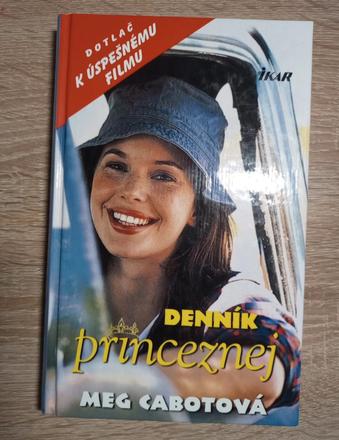 DOTLAČ
K ÚSPEŠNÉMU
FILMU
IKAR
DENNÍK
princeznej
MEG CABOTOVÁ